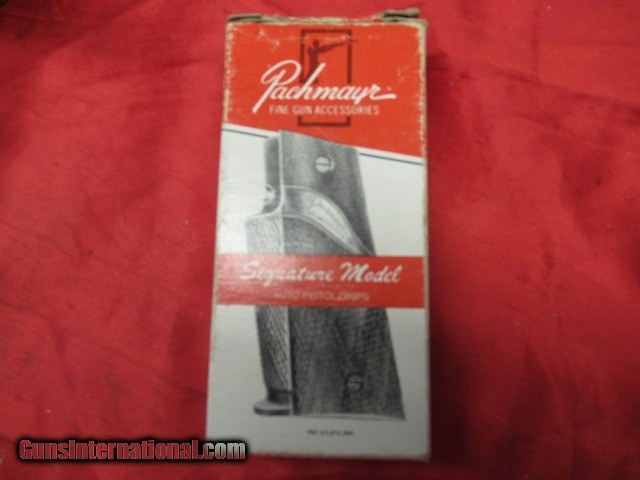 Pachmayr
FINE GUN ACCESSORIES
Signature Model
AUTO PISTOL GRIPS
GunsInternational.com